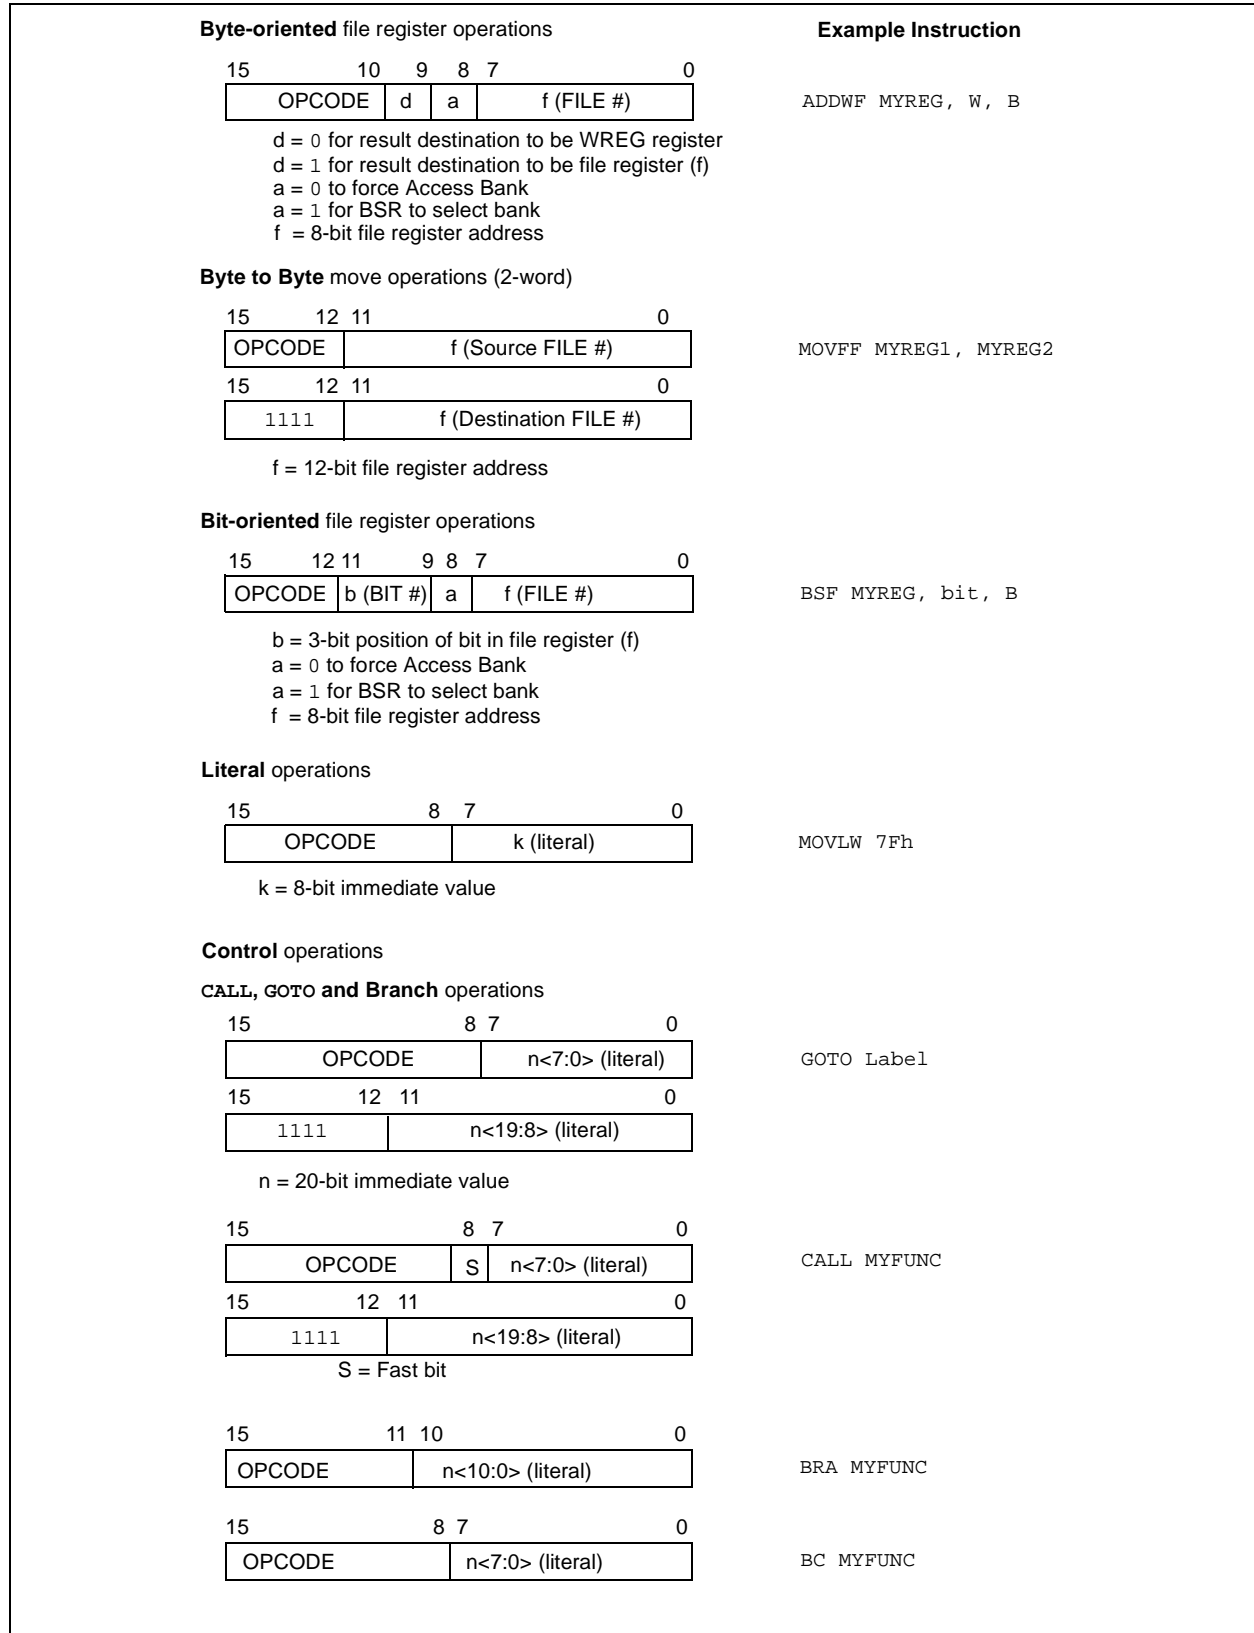 Byte-oriented file register operations Example Instruction
15 10 9 8 7 0
OPCODE d a f (FILE #) ADDWF MYREG, W, B
d = 0 for result destination to be WREG register
d = 1 for result destination to be file register (f)
a = 0 to force Access Bank
a = 1 for BSR to select bank
f = 8-bit file register address
Byte to Byte move operations (2-word)
15 12 11 0
OPCODE f (Source FILE #) MOVFF MYREG1, MYREG2
15 12 11 0
1111 f (Destination FILE #)
f = 12-bit file register address
Bit-oriented file register operations
15 12 11 9 8 7 0
OPCODE b (BIT #) a f (FILE #) BSF MYREG, bit, B
b = 3-bit position of bit in file register (f)
a = 0 to force Access Bank
a = 1 for BSR to select bank
f = 8-bit file register address
Literal operations
15 8 7 0
OPCODE k (literal) MOVLW 7Fh
k = 8-bit immediate value
Control operations
CALL, GOTO and Branch operations
15 8 7 0
OPCODE n<7:0> (literal) GOTO Label
15 12 11 0
1111 n<19:8> (literal)
n = 20-bit immediate value
15 8 7 0
OPCODE S n<7:0> (literal) CALL MYFUNC
15 12 11 0
1111 n<19:8> (literal)
S = Fast bit
15 11 10 0
OPCODE n<10:0> (literal) BRA MYFUNC
15 8 7 0
OPCODE n<7:0> (literal) BC MYFUNC